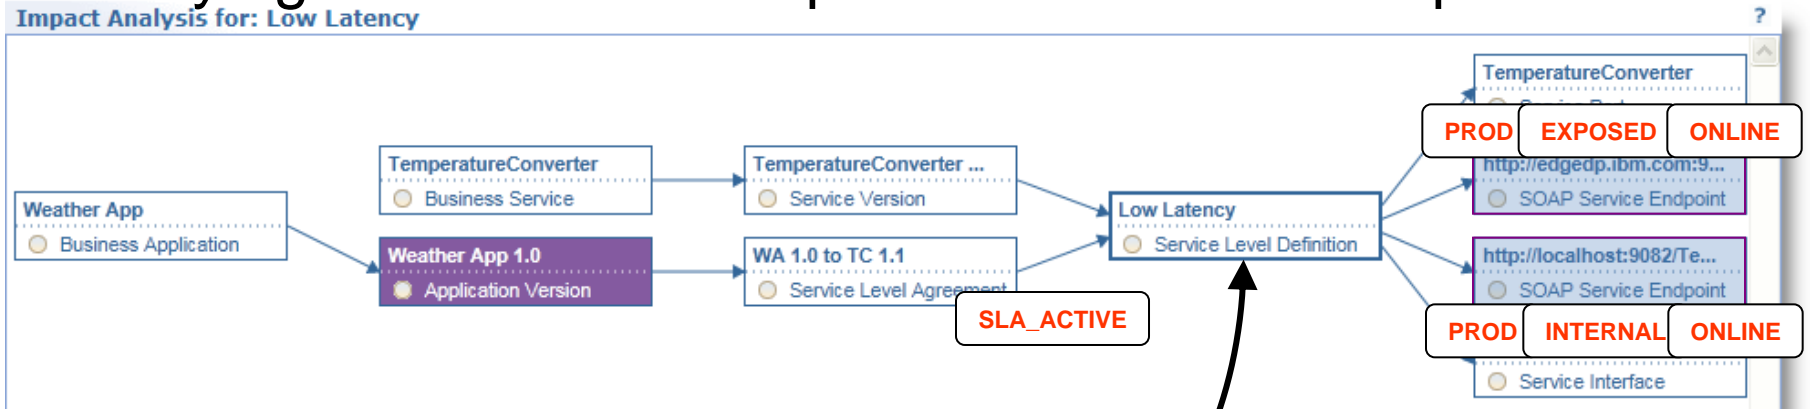 Impact Analysis for: Low Latency
?
TemperatureConverter
PROD EXPOSED ONLINE
TemperatureConverter
Business Service
TemperatureConverter ...
Service Version
http://edgedp.ibm.com:9...
SOAP Service Endpoint
Weather App
Business Application
Low Latency
Service Level Definition
Weather App 1.0
Application Version
WA 1.0 to TC 1.1
Service Level Agreement
SLA_ACTIVE
http://localhost:9082/Te...
SOAP Service Endpoint
PROD INTERNAL ONLINE
Service Interface